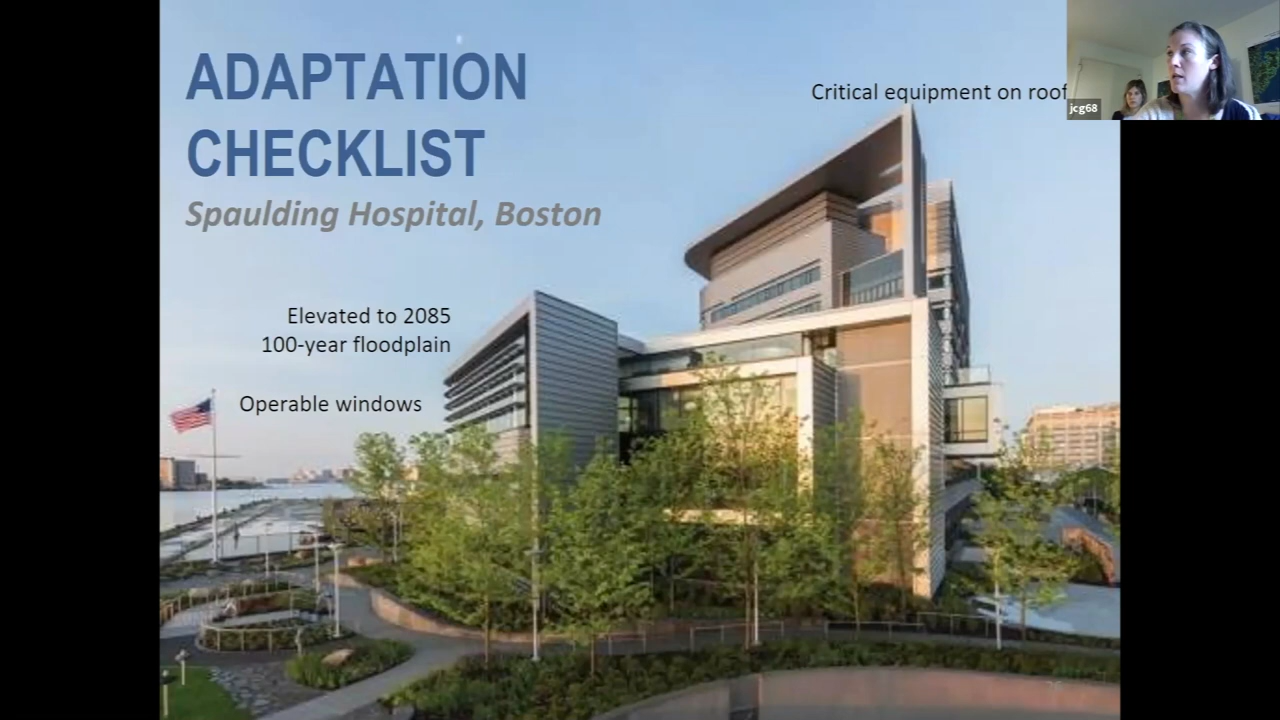 ADAPTATION
CHECKLIST
Spaulding Hospital, Boston
Critical equipment on roof
jcg68
Elevated to 2085
100-year floodplain
Operable windows